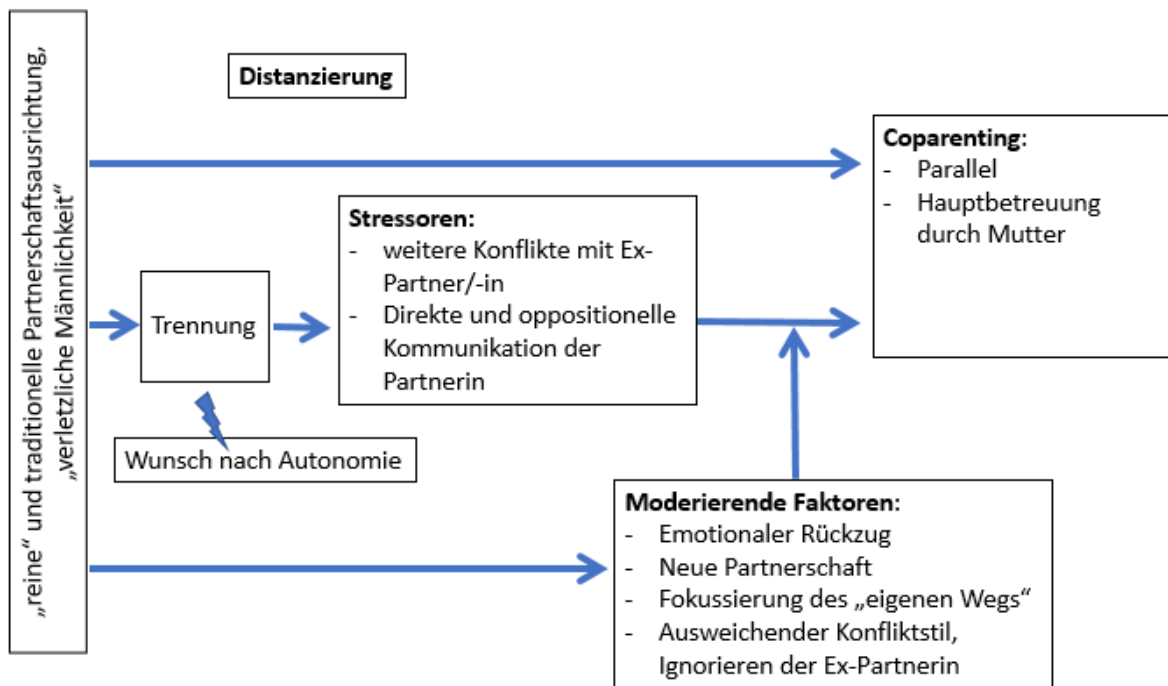 „reine“ und traditionelle Partnerschaftsausrichtung,
„verletzliche Männlichkeit“
Distanzierung
Coparenting:
- Parallel
- Hauptbetreuung
durch Mutter
Stressoren:
- weitere Konflikte mit Ex-
Partner/-in
- Direkte und oppositionelle
Kommunikation der
Partnerin
Trennung
Wunsch nach Autonomie
Moderierende Faktoren:
- Emotionaler Rückzug
- Neue Partnerschaft
- Fokussierung des „eigenen Wegs“
- Ausweichender Konfliktstil,
Ignorieren der Ex-Partnerin